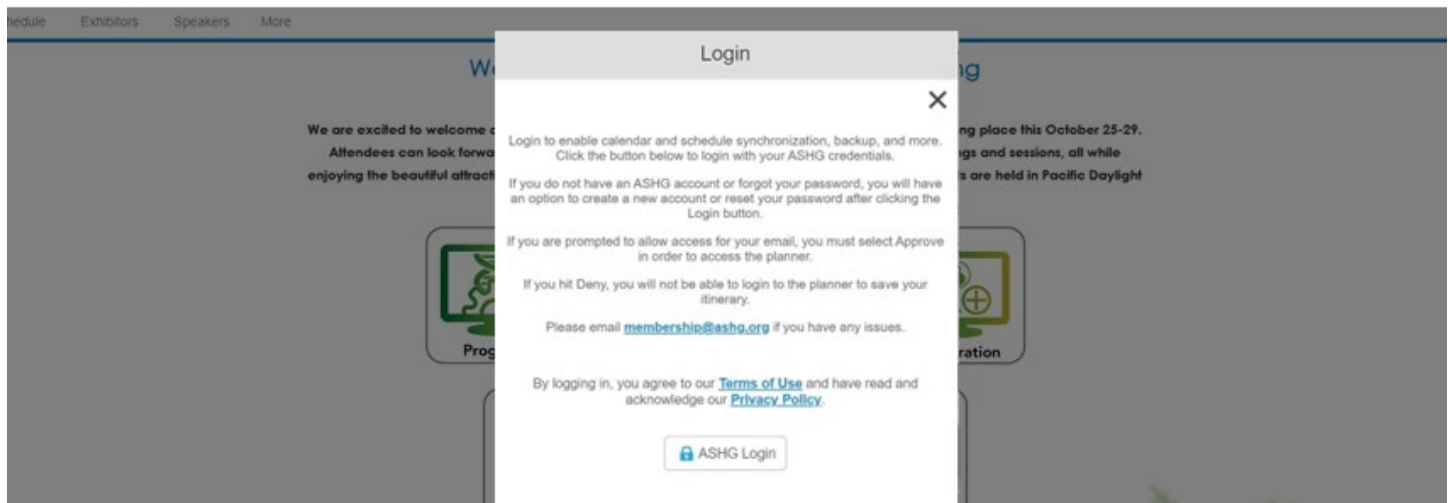 hedule Exhibitors Speakers More
Login
We
ng
We are excited to welcome
ng place this October 25-29.
Login to enable calendar and schedule synchronization, backup, and more.
Attendees can look forwa
gs and sessions, all while
Click the button below to login with your ASHG credentials.
enjoying the beautiful attract
s are held in Pacific Daylight
If you do not have an ASHG account or forgot your password, you will have
an option to create a new account or reset your password after clicking the
Login button.
If you are prompted to allow access for your email, you must select Approve
in order to access the planner.
If you hit Deny, you will not be able to login to the planner to save your
itinerary.
Please email membership@ashg.org if you have any issues.
Prog
ration
By logging in, you agree to our Terms of Use and have read and
acknowledge our Privacy Policy.
ASHG Login